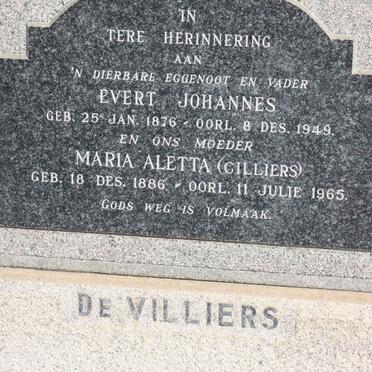 IN
TERE HERINNERING
AAN
'N DIERBARE EGGENOOT EN VADER
EVERT JOHANNES
GEB. 25 JAN. 1876 - OORL. 8 DES. 1949.
EN ONS MOEDER
MARIA ALETTA (CILLIERS)
GEB. 18 DES. 1886 - OORL. 11 JULIE 1965.
GODS WEG IS VOLMAAK.
DE VILLIERS